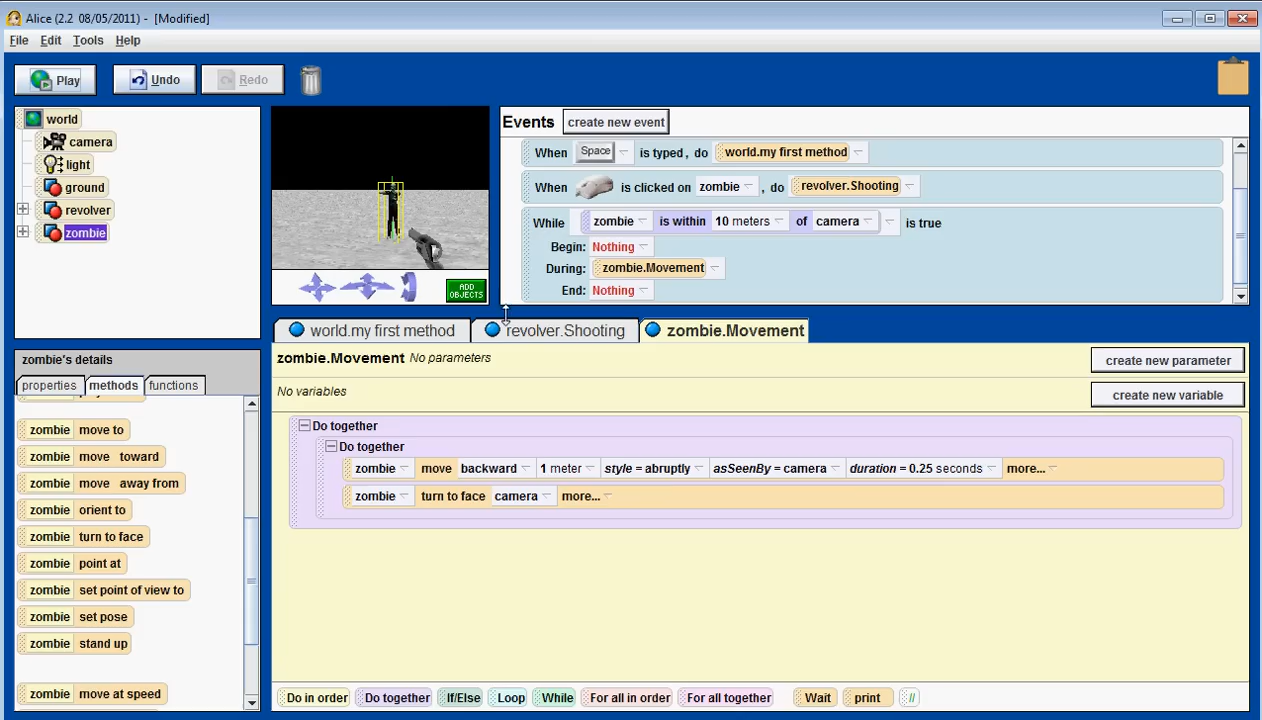 Alice (2.2 08/05/2011) - [Modified]
File Edit Tools Help
Play Undo Redo
world
camera
light
ground
revolver
zombie
ADD
OBJECTS
Events create new event
When Space is typed, do world.my first method
When is clicked on zombie , do revolver.Shooting
While zombie is within 10 meters of camera is true
Begin: Nothing
During: zombie.Movement
End: Nothing
world.my first method revolver.Shooting zombie.Movement
zombie.Movement No parameters create new parameter
No variables create new variable
Do together
Do together
zombie move backward 1 meter style = abruptly asSeenBy = camera duration = 0.25 seconds more...
zombie turn to face camera more...
zombie's details
properties methods functions
zombie move to
zombie move toward
zombie move away from
zombie orient to
zombie turn to face
zombie point at
zombie set point of view to
zombie set pose
zombie stand up
zombie move at speed
Do in order Do together If/Else Loop While For all in order For all together Wait print //